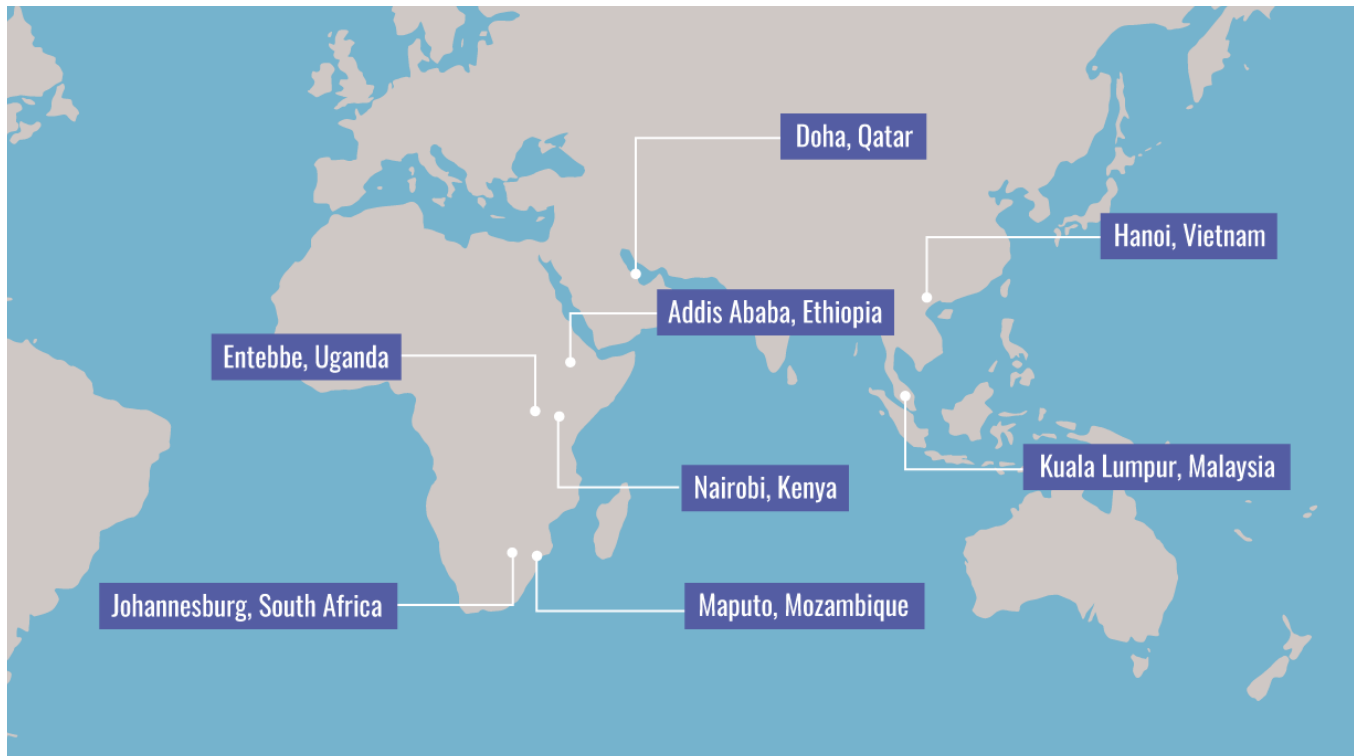 Doha, Qatar
Hanoi, Vietnam
Addis Ababa, Ethiopia
Entebbe, Uganda
Kuala Lumpur, Malaysia
Nairobi, Kenya
Johannesburg, South Africa
Maputo, Mozambique